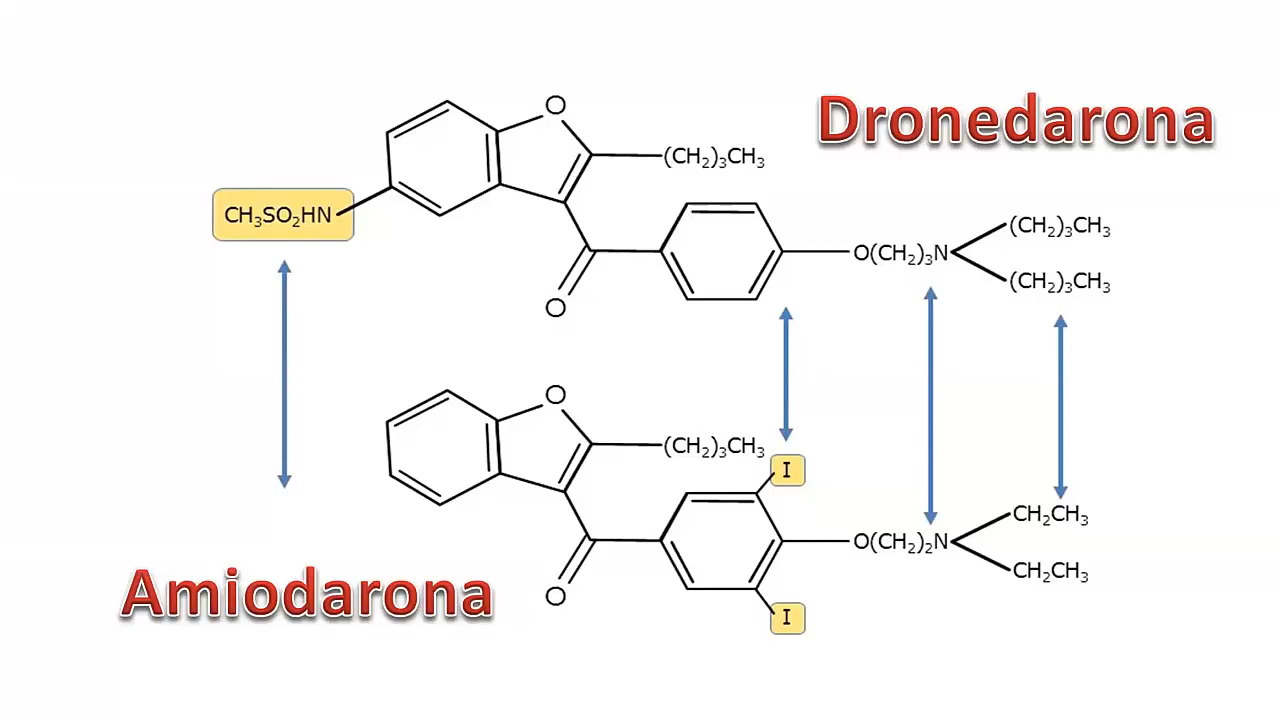 O
Dronedarona
(CH₂)₃CH₃
CH₃SO₂HN
(CH₂)₃CH₃
O(CH₂)₃N
(CH₂)₃CH₃
O
O
(CH₂)₃CH₃
I
CH₂CH₃
O(CH₂)₂N
CH₂CH₃
Amiodarona
O
I